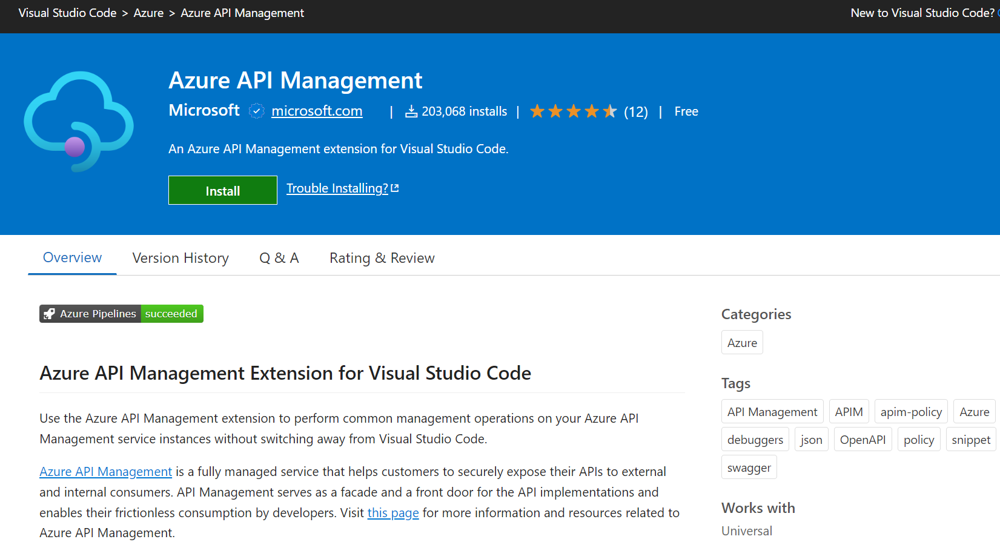 Visual Studio Code > Azure > Azure API Management
New to Visual Studio Code?
Azure API Management
Microsoft microsoft.com | 203,068 installs | (12) | Free
An Azure API Management extension for Visual Studio Code.
Install Trouble Installing?
Overview Version History Q & A Rating & Review
Azure Pipelines succeeded
Azure API Management Extension for Visual Studio Code
Use the Azure API Management extension to perform common management operations on your Azure API
Management service instances without switching away from Visual Studio Code.
Azure API Management is a fully managed service that helps customers to securely expose their APIs to external
and internal consumers. API Management serves as a facade and a front door for the API implementations and
enables their frictionless consumption by developers. Visit this page for more information and resources related to
Azure API Management.
Categories
Azure
Tags
API Management APIM apim-policy Azure
debuggers json OpenAPI policy snippet
swagger
Works with
Universal